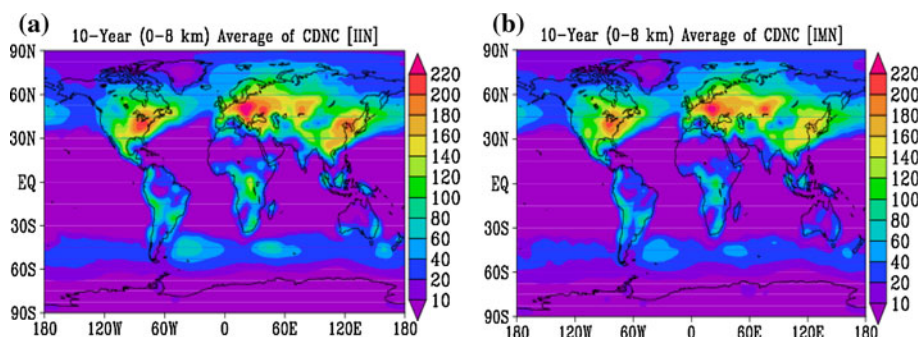 (a)
10-Year (0-8 km) Average of CDNC [IIN]
90N
60N
30N
EQ
30S
60S
90S
180 120W 60W 0 60E 120E 180
220
200
180
160
140
120
100
80
60
40
20
10
(b)
10-Year (0-8 km) Average of CDNC [IMN]
90N
60N
30N
EQ
30S
60S
90S
180 120W 60W 0 60E 120E 180
220
200
180
160
140
120
100
80
60
40
20
10